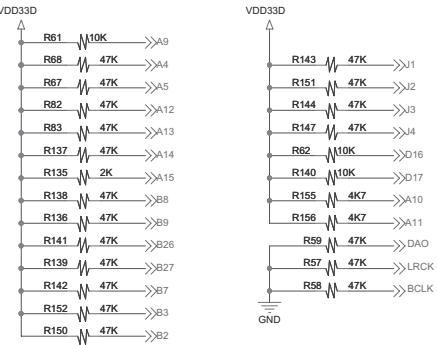 VDD33D
R61 10K A9
R68 47K A4
R67 47K A5
R82 47K A12
R83 47K A13
R137 47K A14
R135 2K A15
R138 47K B8
R136 47K B9
R141 47K B26
R139 47K B27
R142 47K B7
R152 47K B3
R150 47K B2
VDD33D
R143 47K J1
R151 47K J2
R144 47K J3
R147 47K J4
R62 10K D16
R140 10K D17
R155 4K7 A10
R156 4K7 A11
R59 47K DAO
R57 47K LRCK
R58 47K BCLK
GND